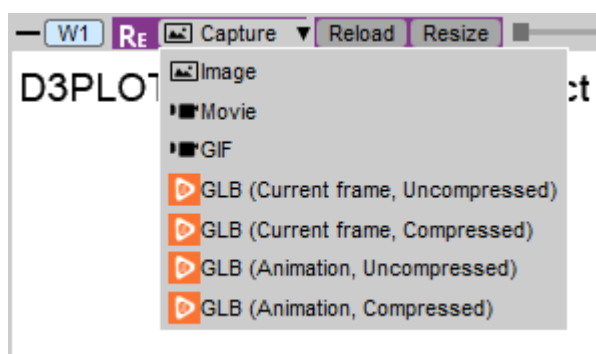 W1 RE Capture Reload Resize
Image
D3PLOT ct
Movie
GIF
GLB (Current frame, Uncompressed)
GLB (Current frame, Compressed)
GLB (Animation, Uncompressed)
GLB (Animation, Compressed)